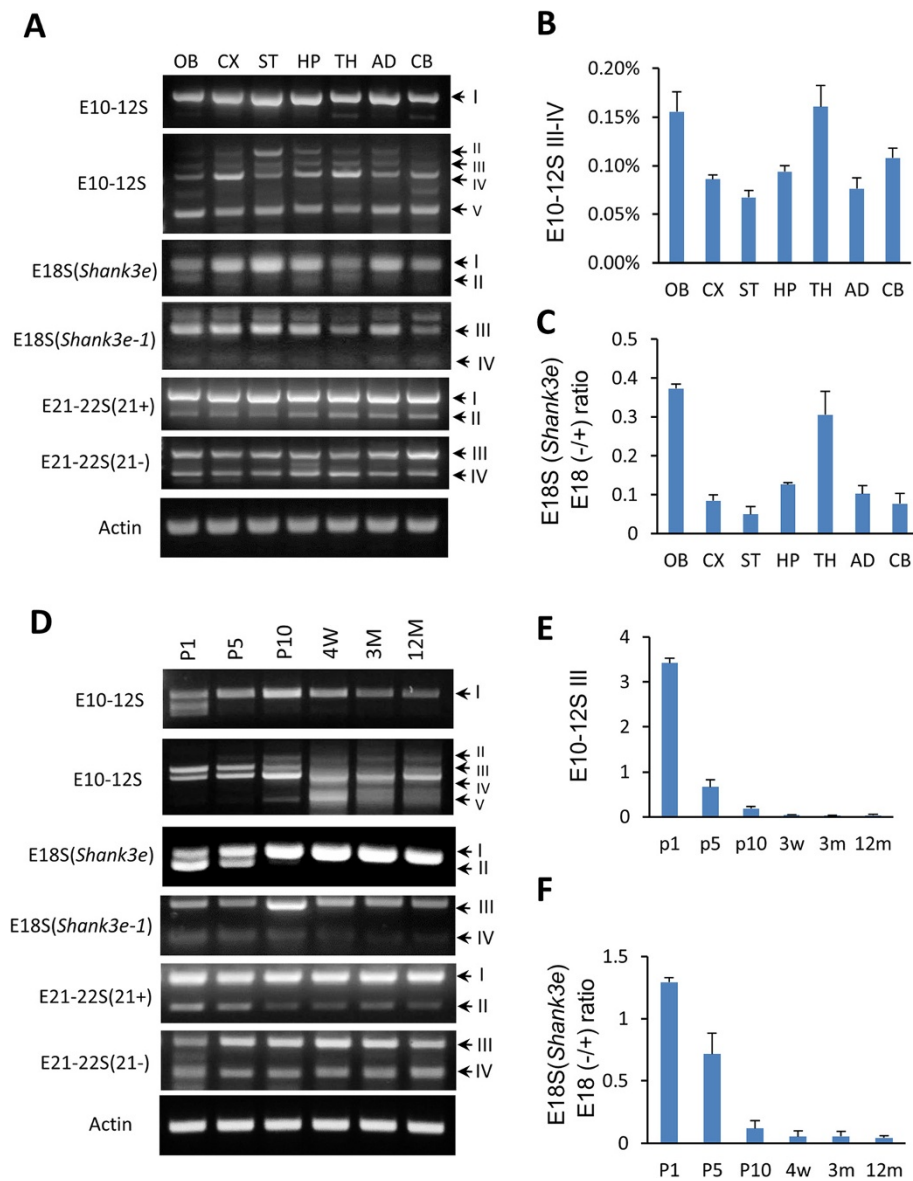 A
OB CX ST HP TH AD CB
E10-12S
I
E10-12S
II
III
IV
V
E18S(Shank3e)
I
II
E18S(Shank3e-1)
III
IV
E21-22S(21+)
I
II
E21-22S(21-)
III
IV
Actin
B
E10-12S III-IV
0.20%
0.15%
0.10%
0.05%
0.00%
OB CX ST HP TH AD CB
C
E18S (Shank3e)
E18 (-/+) ratio
0.4
0.3
0.2
0.1
0
OB CX ST HP TH AD CB
D
P1 P5 P10 4W 3M 12M
E10-12S
I
E10-12S
II
III
IV
V
E18S(Shank3e)
I
II
E18S(Shank3e-1)
III
IV
E21-22S(21+)
I
II
E21-22S(21-)
III
IV
Actin
E
E10-12S III
4
3
2
1
0
p1 p5 p10 3w 3m 12m
F
E18S(Shank3e)
E18 (-/+) ratio
1.5
1
0.5
0
P1 P5 P10 4w 3m 12m